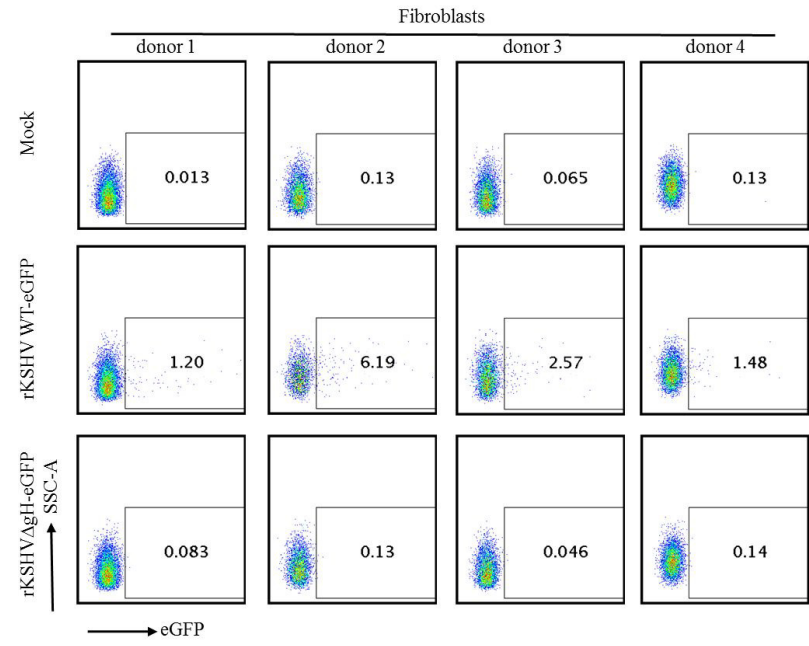 Fibroblasts
donor 1 donor 2 donor 3 donor 4
Mock
0.013 0.13 0.065 0.13
rKSHV WT-eGFP
1.20 6.19 2.57 1.48
rKSHVΔgH-eGFP
SSC-A
0.083 0.13 0.046 0.14
eGFP